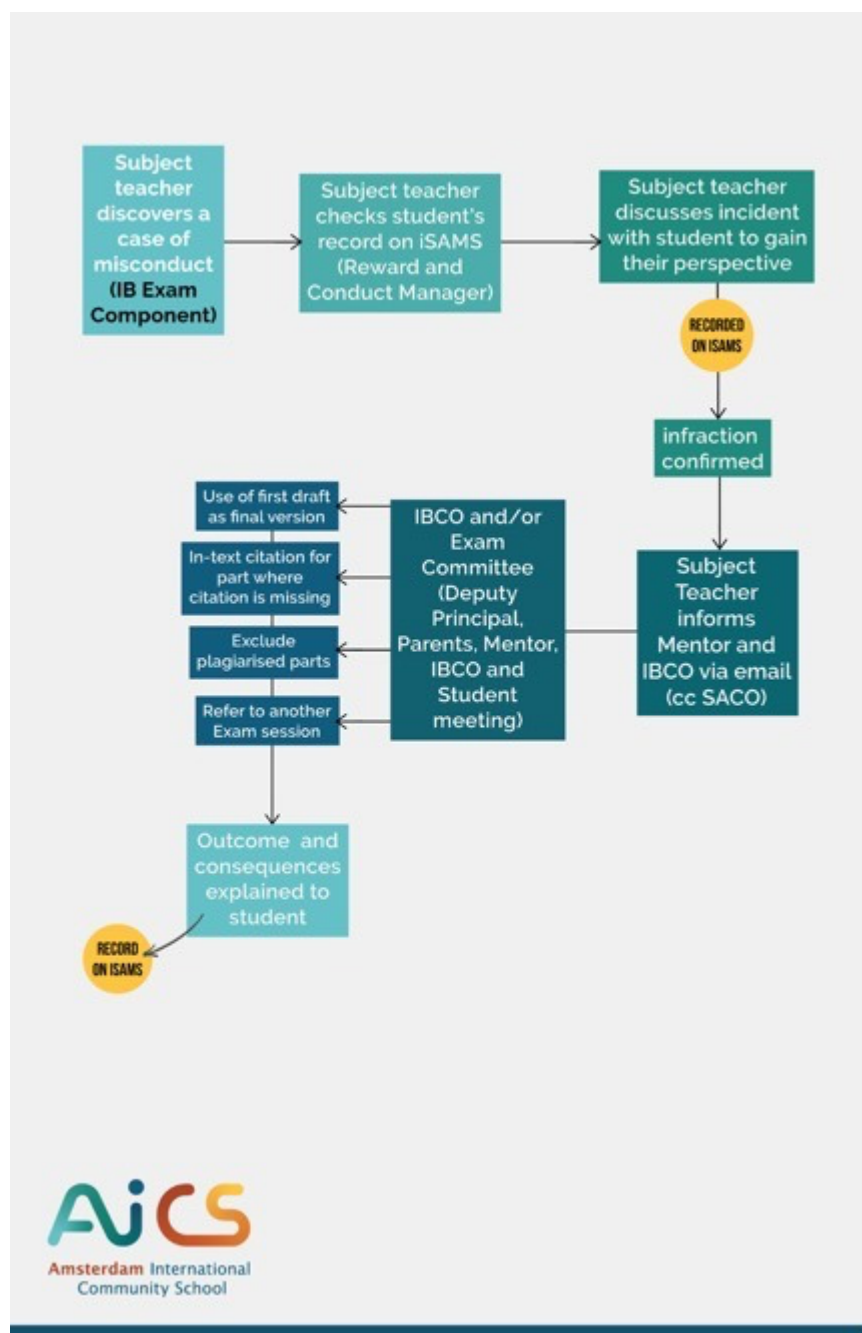 Subject
teacher
discovers a
case of
misconduct
(IB Exam
Component)
Subject teacher
checks student's
record on iSAMS
(Reward and
Conduct Manager)
Subject teacher
discusses incident
with student to gain
their perspective
RECORDED
ON ISAMS
infraction
confirmed
Subject
Teacher
informs
Mentor and
IBCO via email
(cc SACO)
IBCO and/or
Exam
Committee
(Deputy
Principal,
Parents, Mentor,
IBCO and
Student
meeting)
Use of first draft
as final version
In-text citation for
part where
citation is missing
Exclude
plagiarised parts
Refer to another
Exam session
Outcome and
consequences
explained to
student
RECORD
ON ISAMS
AiCS
Amsterdam International
Community School